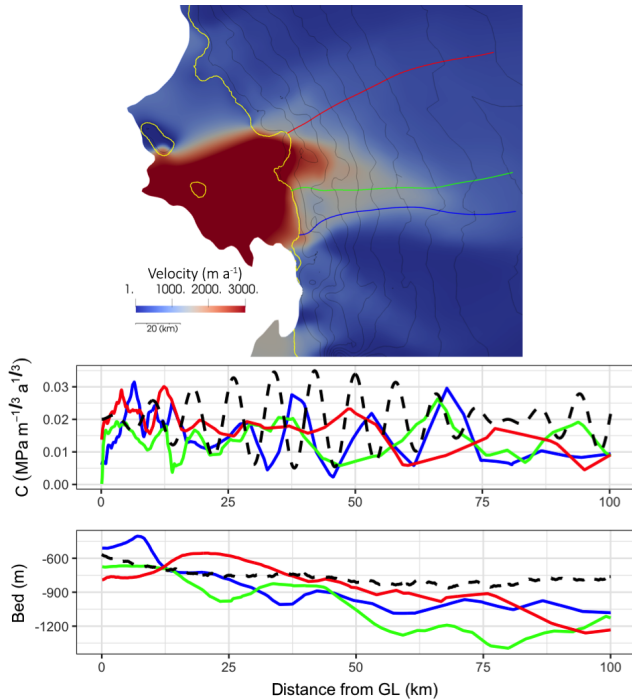 Velocity (m a⁻¹)
1. 1000. 2000. 3000.
20 (km)
C (MPa m⁻¹/³ a¹/³)
0.03
0.02
0.01
0.00
0 25 50 75 100
Bed (m)
-600
-900
-1200
0 25 50 75 100
Distance from GL (km)